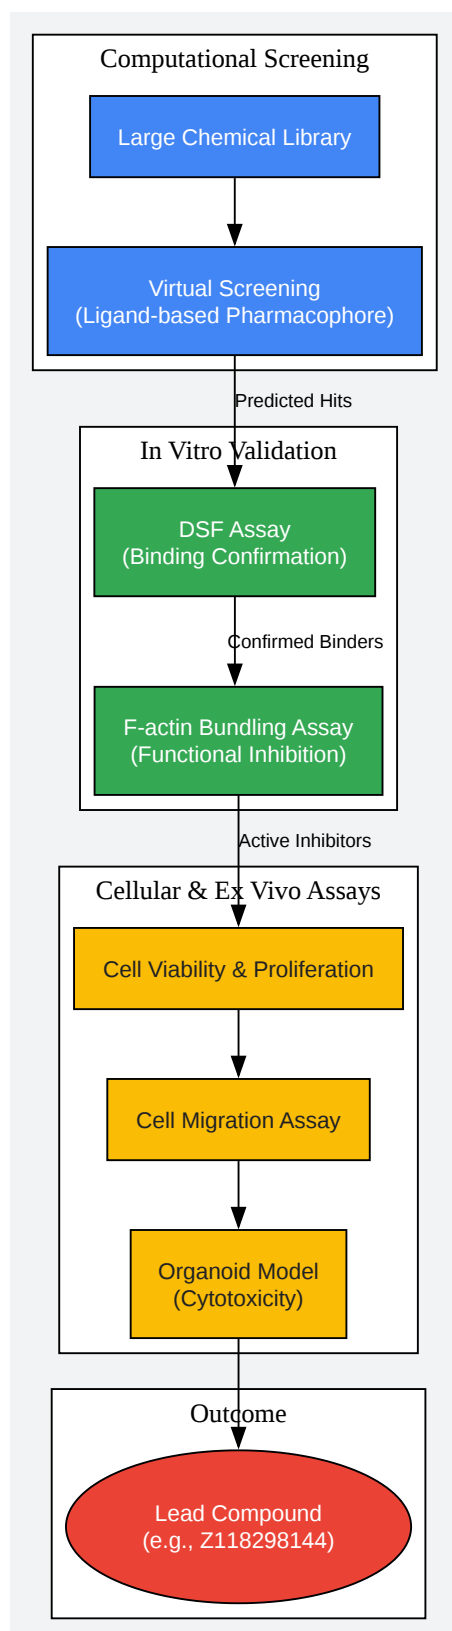 Computational Screening
Large Chemical Library
Virtual Screening
(Ligand-based Pharmacophore)
Predicted Hits
In Vitro Validation
DSF Assay
(Binding Confirmation)
Confirmed Binders
F-actin Bundling Assay
(Functional Inhibition)
Active Inhibitors
Cellular & Ex Vivo Assays
Cell Viability & Proliferation
Cell Migration Assay
Organoid Model
(Cytotoxicity)
Outcome
Lead Compound
(e.g., Z118298144)